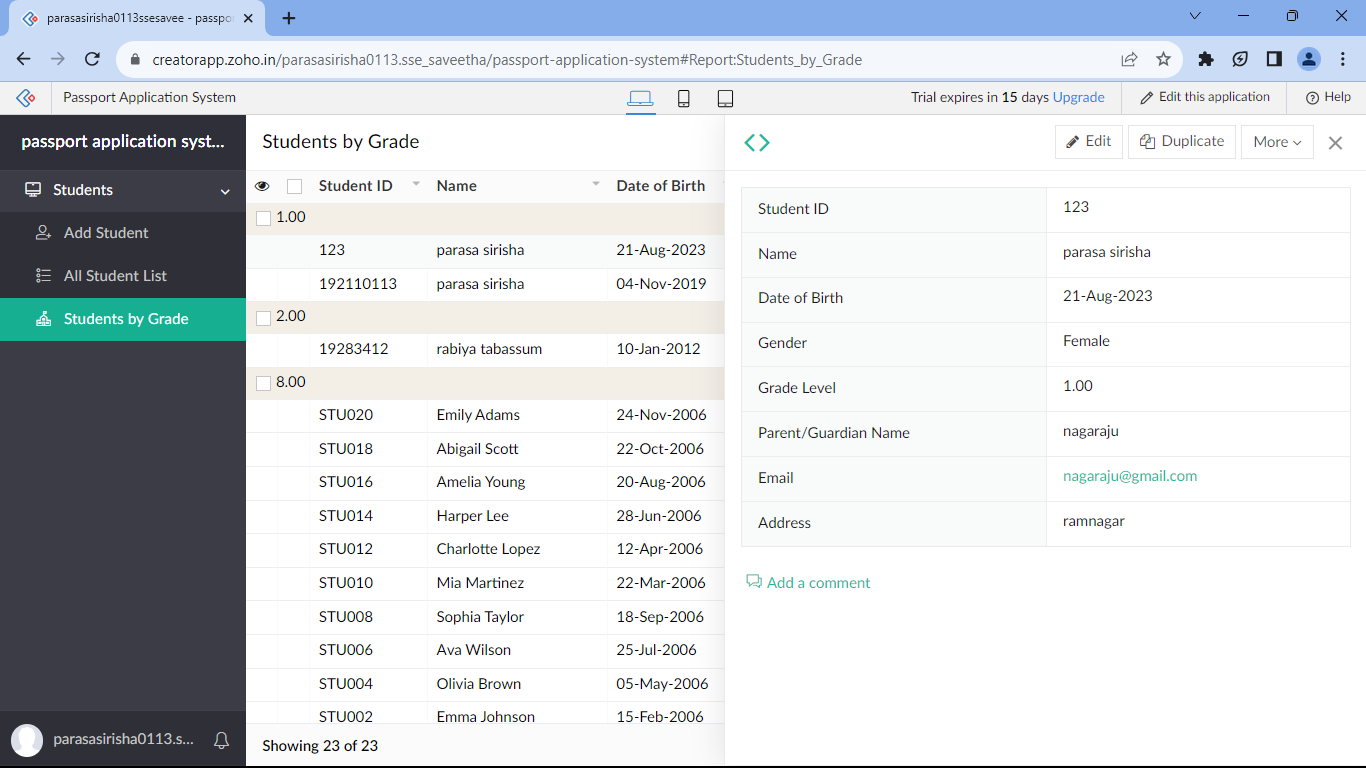 parasasirisha0113ssesavee - passpo
creatorapp.zoho.in/parasasirisha0113.sse_saveetha/passport-application-system#Report:Students_by_Grade
Passport Application System
Trial expires in 15 days Upgrade
Edit this application
Help
passport application syst...
Students
Add Student
All Student List
Students by Grade
parasasirisha0113.s...
Students by Grade
Student ID Name Date of Birth
1.00
123 parasa sirisha 21-Aug-2023
192110113 parasa sirisha 04-Nov-2019
2.00
19283412 rabiya tabassum 10-Jan-2012
8.00
STU020 Emily Adams 24-Nov-2006
STU018 Abigail Scott 22-Oct-2006
STU016 Amelia Young 20-Aug-2006
STU014 Harper Lee 28-Jun-2006
STU012 Charlotte Lopez 12-Apr-2006
STU010 Mia Martinez 22-Mar-2006
STU008 Sophia Taylor 18-Sep-2006
STU006 Ava Wilson 25-Jul-2006
STU004 Olivia Brown 05-May-2006
STU002 Emma Johnson 15-Feb-2006
Showing 23 of 23
Edit Duplicate More
Student ID 123
Name parasa sirisha
Date of Birth 21-Aug-2023
Gender Female
Grade Level 1.00
Parent/Guardian Name nagaraju
Email nagaraju@gmail.com
Address ramnagar
Add a comment